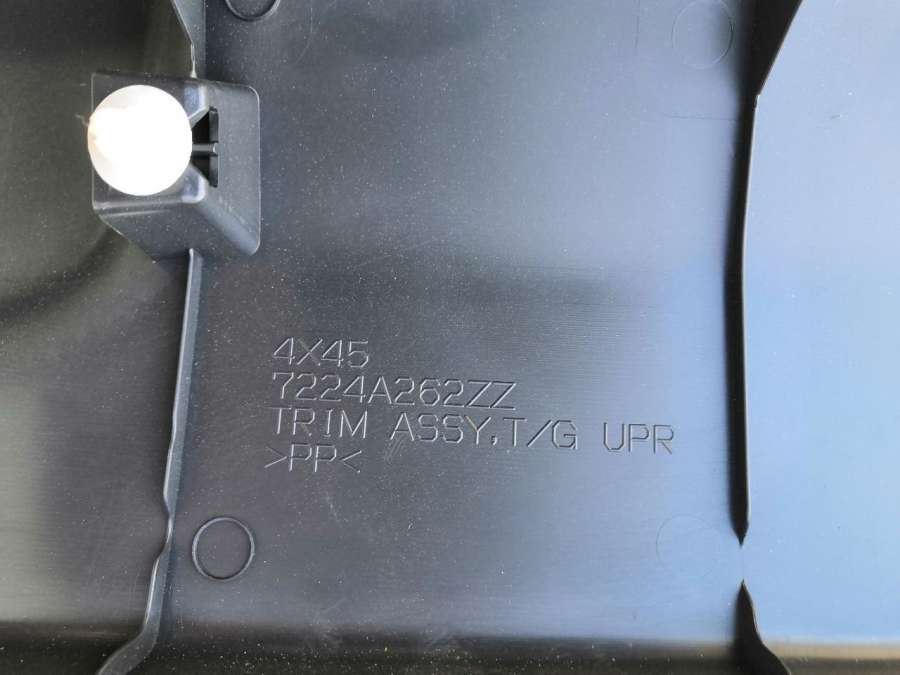 4X45
7224A262ZZ
TRIM ASSY,T/G UPR
>PP<